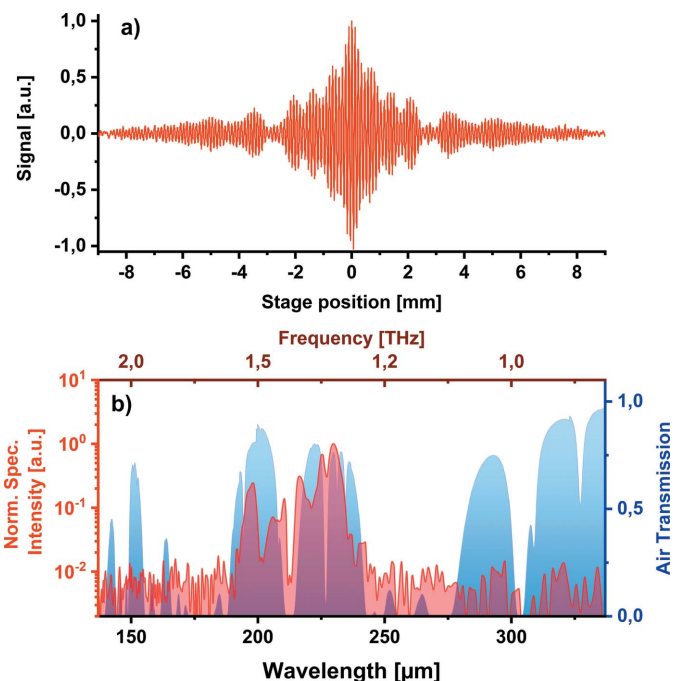 a)
1,0
0,5
0,0
-0,5
-1,0
Signal [a.u.]
-8 -6 -4 -2 0 2 4 6 8
Stage position [mm]
Frequency [THz]
2,0 1,5 1,2 1,0
b)
10¹
10⁰
10⁻¹
10⁻²
Norm. Spec.
Intensity [a.u.]
1,0
0,5
0,0
Air Transmission
150 200 250 300
Wavelength [µm]